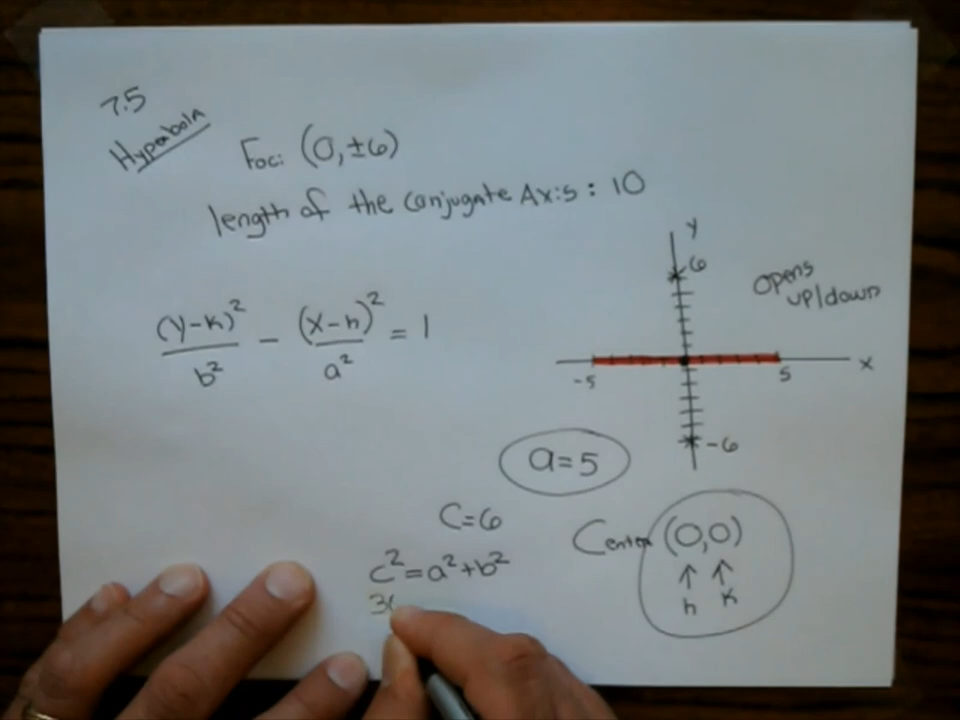 7.5
Hyperbola
Foci (0, ±6)
length of the conjugate Axis : 10
(y-k)²/b² - (x-h)²/a² = 1
y
6
Opens
up/down
-5
5
x
-6
a=5
C=6
Center (0,0)
c²=a²+b²
h
k